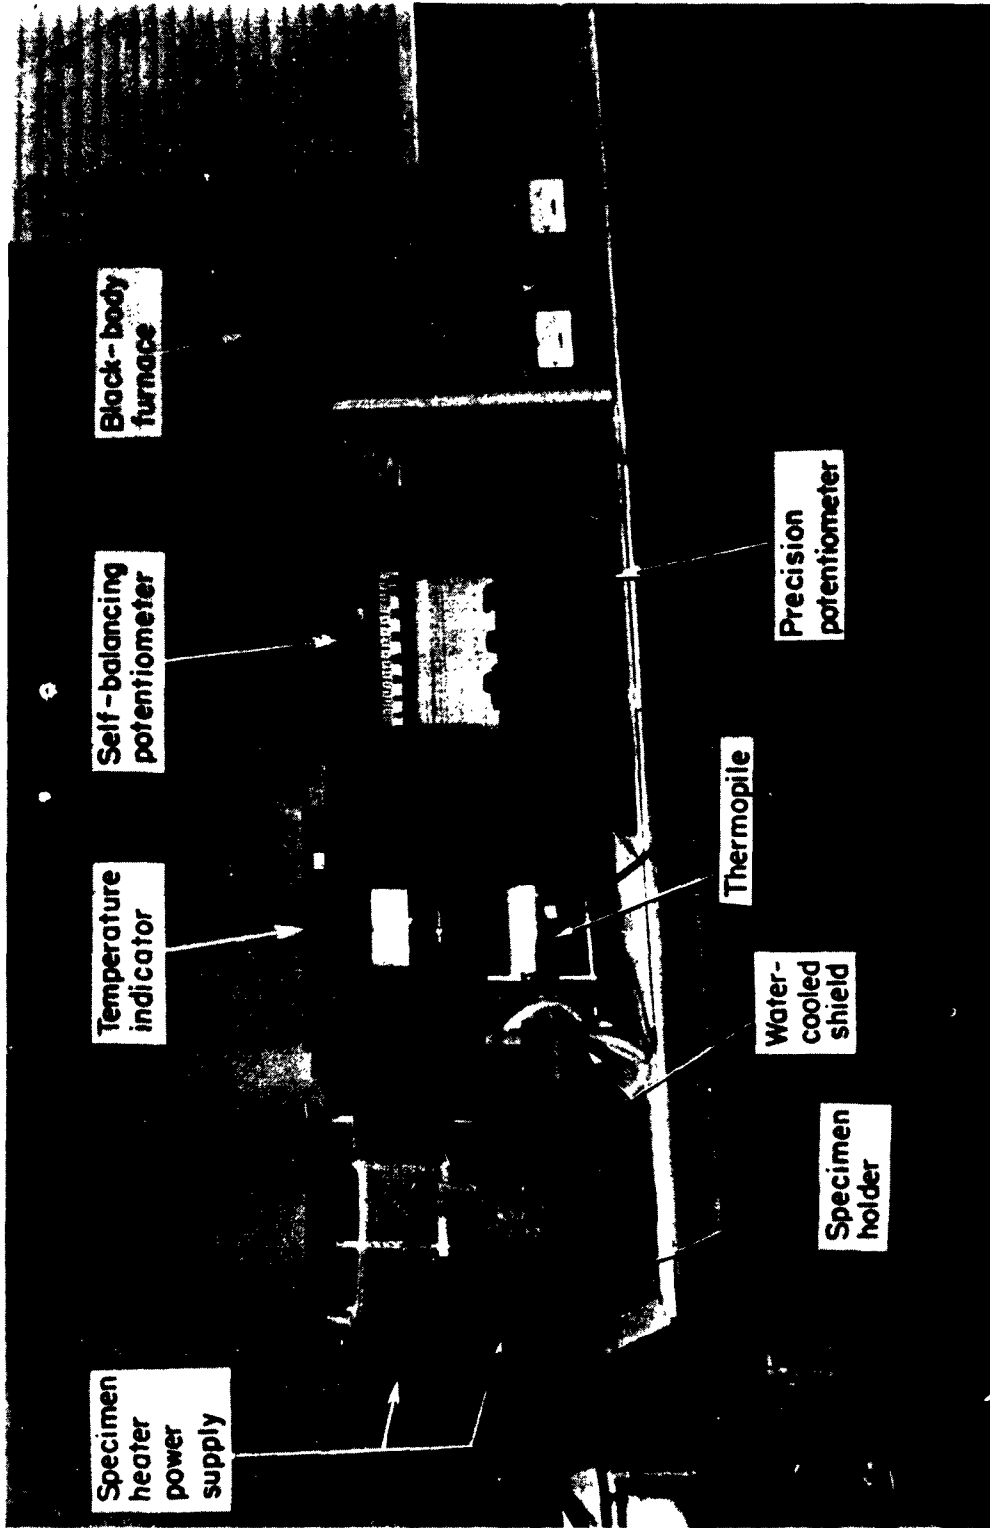 Specimen
heater
power
supply
Temperature
indicator
Self-balancing
potentiometer
Black-body
furnace
Specimen
holder
Water-
cooled
shield
Thermopile
Precision
potentiometer